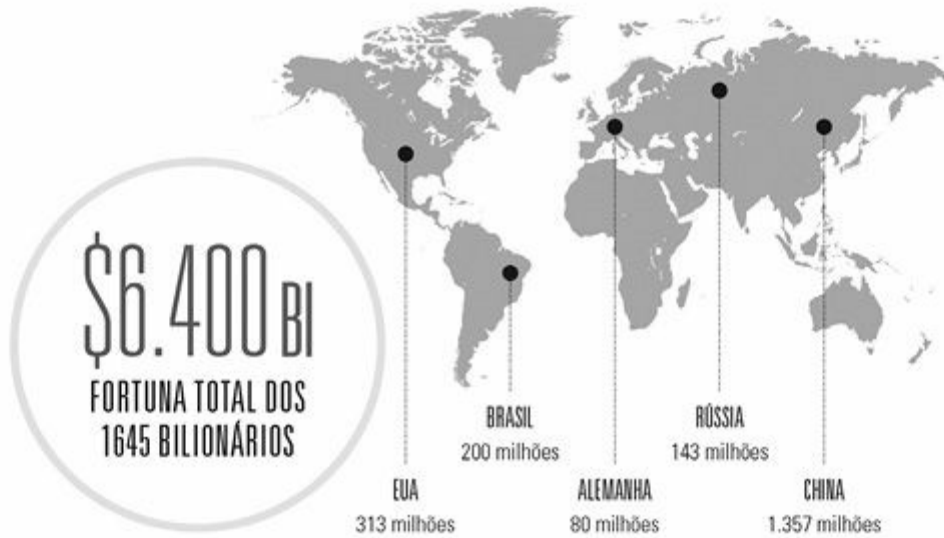 $6.400 BI
FORTUNA TOTAL DOS
1645 BILIONÁRIOS
BRASIL
200 milhões
RÚSSIA
143 milhões
EUA
313 milhões
ALEMANHA
80 milhões
CHINA
1.357 milhões